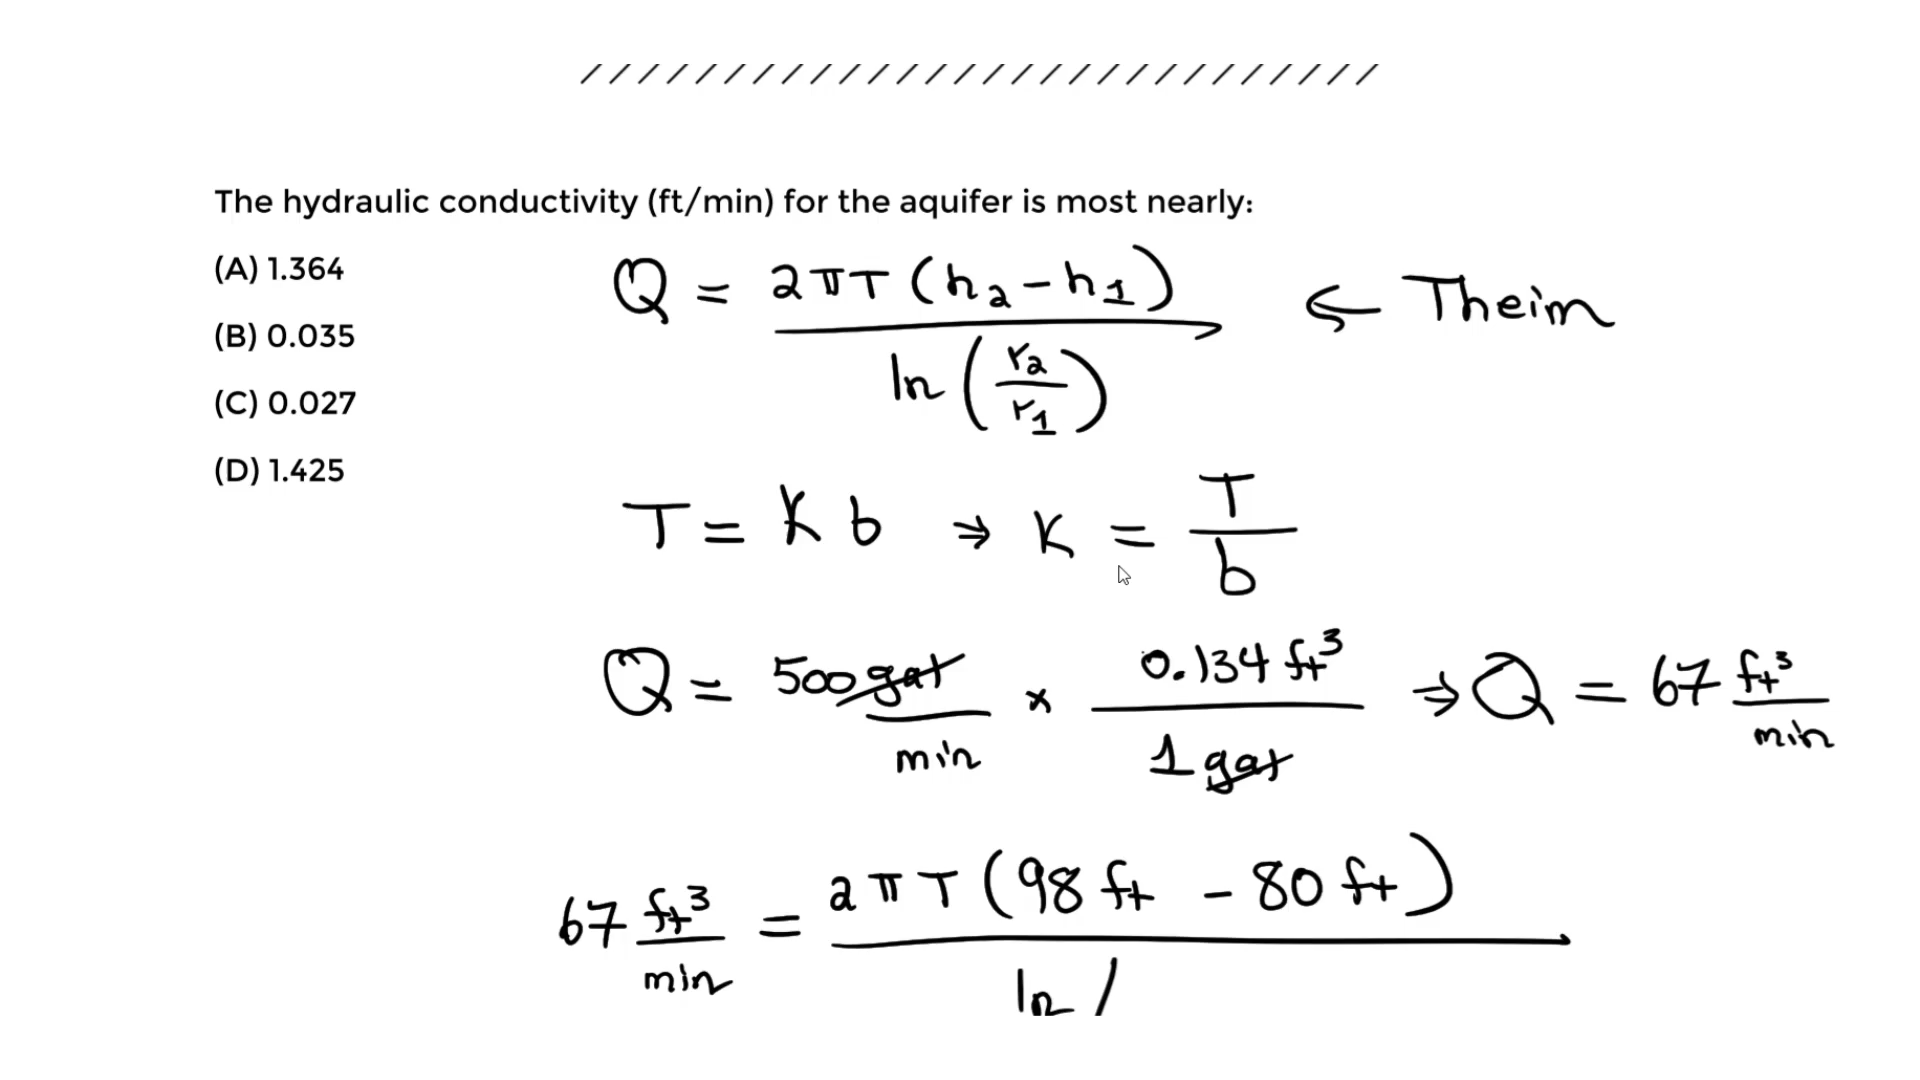 The hydraulic conductivity (ft/min) for the aquifer is most nearly:
(A) 1.364
(B) 0.035
(C) 0.027
(D) 1.425
Q = 2πT (h₂ - h₁) / ln (r₂ / r₁) ← Theim
T = K b ⇒ K = T / b
Q = 500 gal / min × 0.134 ft³ / 1 gal ⇒ Q = 67 ft³ / min
67 ft³ / min = 2πT (98 ft - 80 ft) / ln (